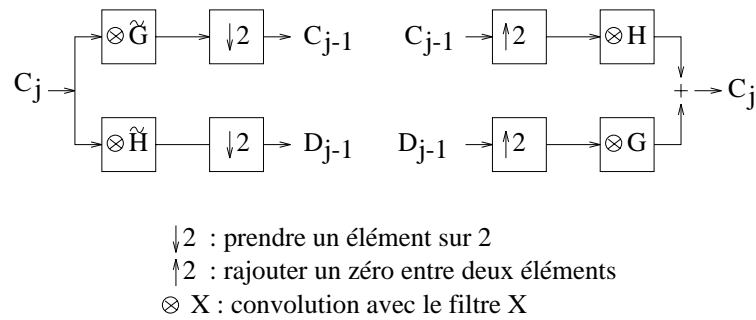 ⊗ G̃ ↓2 C_{j-1} C_{j-1} ↑2 ⊗ H
C_j + C_j
⊗ H̃ ↓2 D_{j-1} D_{j-1} ↑2 ⊗ G
↓2 : prendre un élément sur 2
↑2 : rajouter un zéro entre deux éléments
⊗ X : convolution avec le filtre X